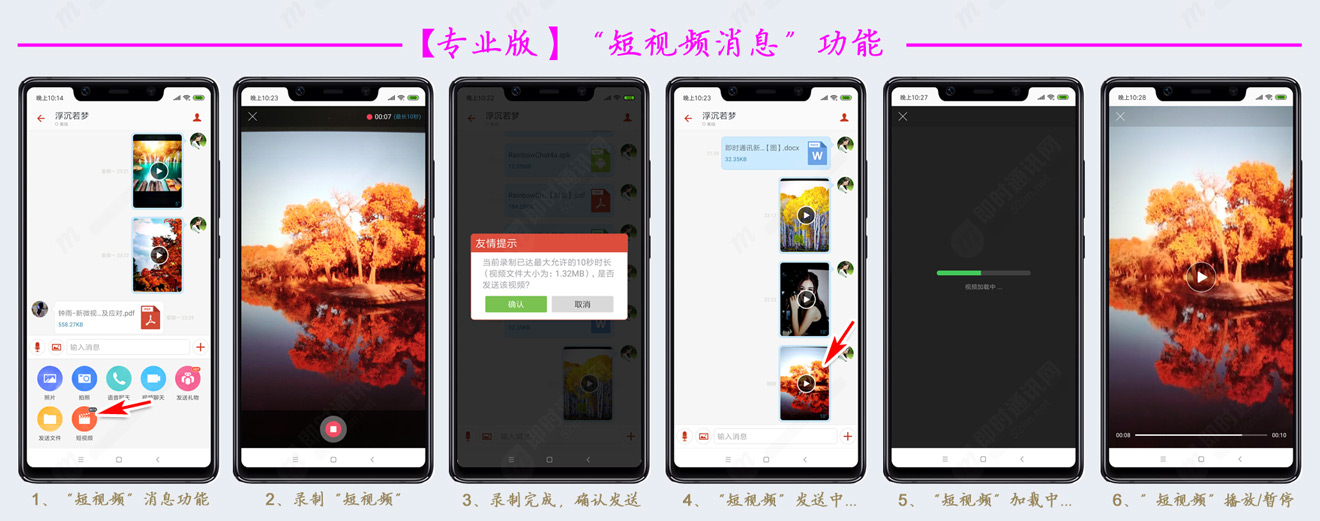 【专业版】“短视频消息”功能
晚上10:14
浮沉若梦
钟雨-新微视...及应对.pdf
558.27KB
输入消息
照片
拍照
语音聊天
视频聊天
发送礼物
发送文件
短视频
1、“短视频”消息功能
晚上10:23
00:07 (最长10秒)
2、录制“短视频”
晚上10:22
浮沉若梦
友情提示
当前录制已达最大允许的10秒时长
（视频文件大小为：1.32MB），是否
发送该视频？
确认
取消
输入消息
3、录制完成，确认发送
晚上10:23
浮沉若梦
即时通讯新...【图】.docx
32.35KB
W
输入消息
4、“短视频”发送中...
晚上10:27
视频加载中 ...
5、“短视频”加载中...
晚上10:28
00:08
00:10
6、”短视频”播放/暂停